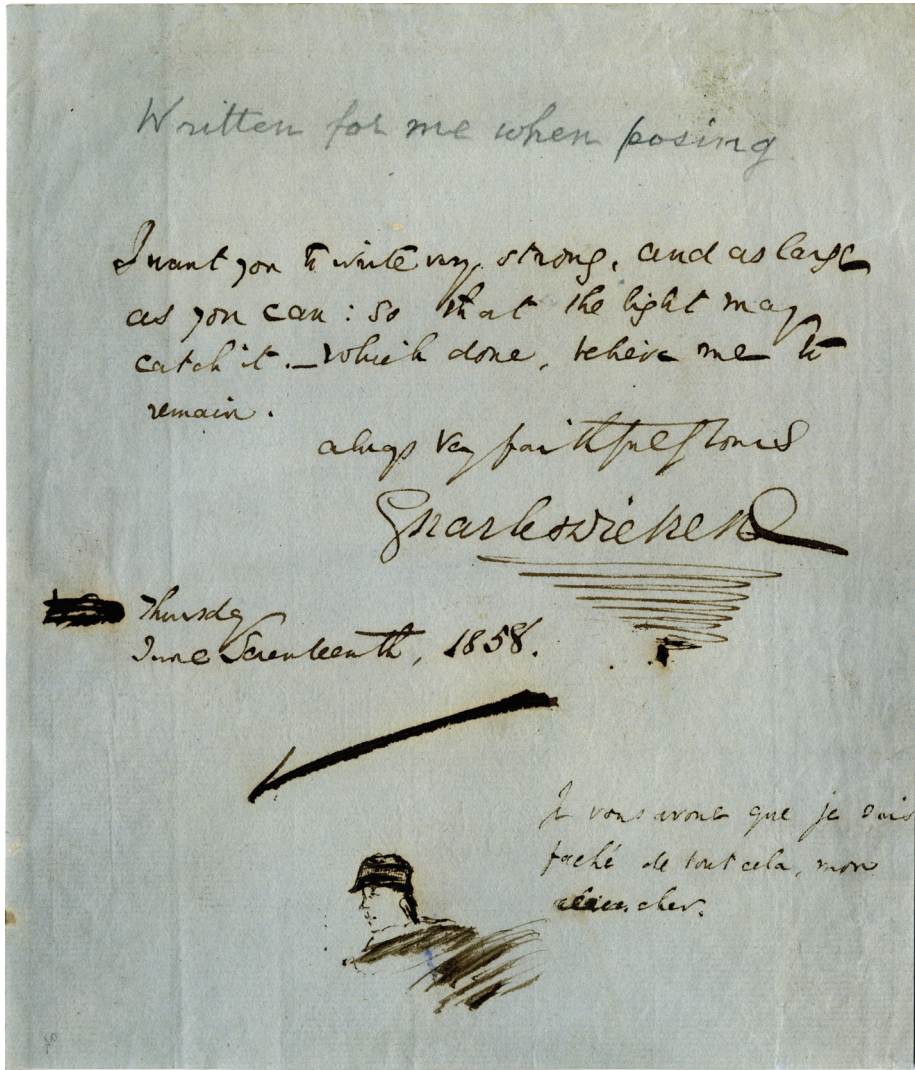 Written for me when posing
I want you to write very strong, and as large
as you can : so that the light may
catch it. — Which done, believe me to
remain.
always very faithfully Yours
Charles Dickens
Thursday
June Seventeenth, 1858.
Je vous avoue que je suis
faché de tout cela, mon
cher.